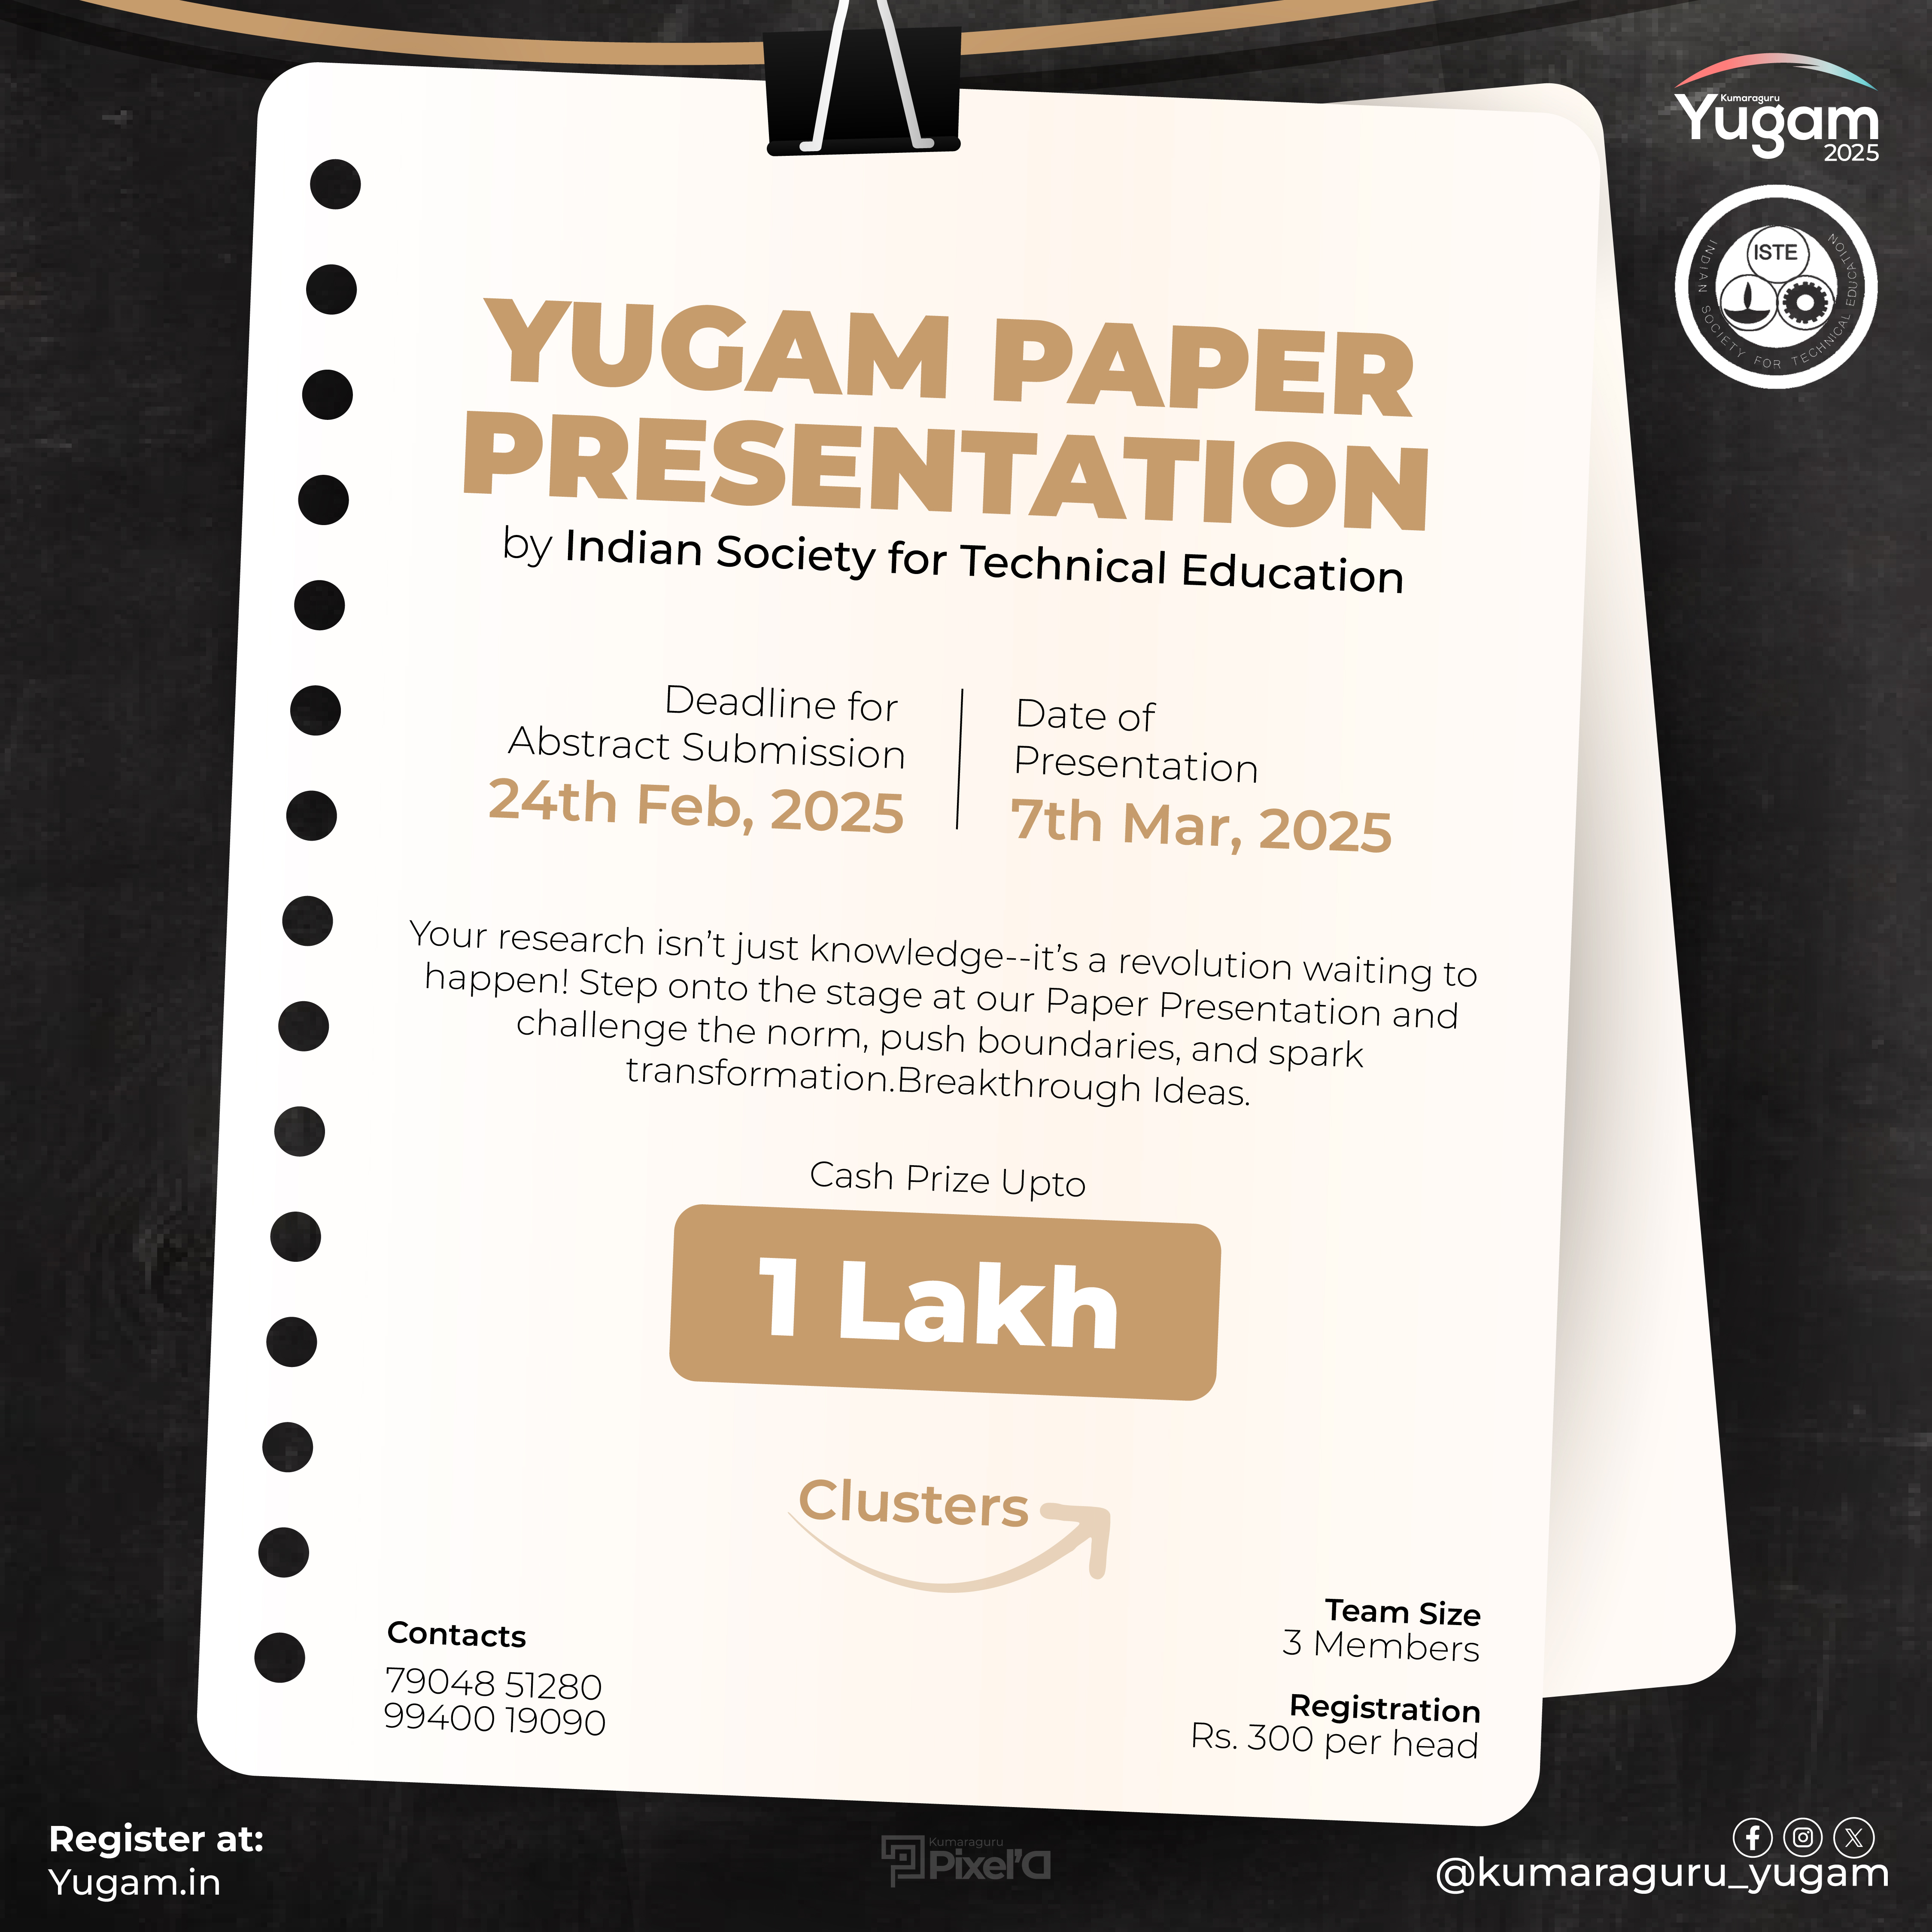 Kumaraguru
Yugam
2025
ISTE
INDIAN SOCIETY FOR TECHNICAL EDUCATION
YUGAM PAPER
PRESENTATION
by Indian Society for Technical Education
Deadline for
Abstract Submission
24th Feb, 2025
Date of
Presentation
7th Mar, 2025
Your research isn’t just knowledge--it’s a revolution waiting to
happen! Step onto the stage at our Paper Presentation and
challenge the norm, push boundaries, and spark
transformation.Breakthrough Ideas.
Cash Prize Upto
1 Lakh
Clusters
Contacts
79048 51280
99400 19090
Team Size
3 Members
Registration
Rs. 300 per head
Register at:
Yugam.in
Kumaraguru
Pixel'a
@kumaraguru_yugam